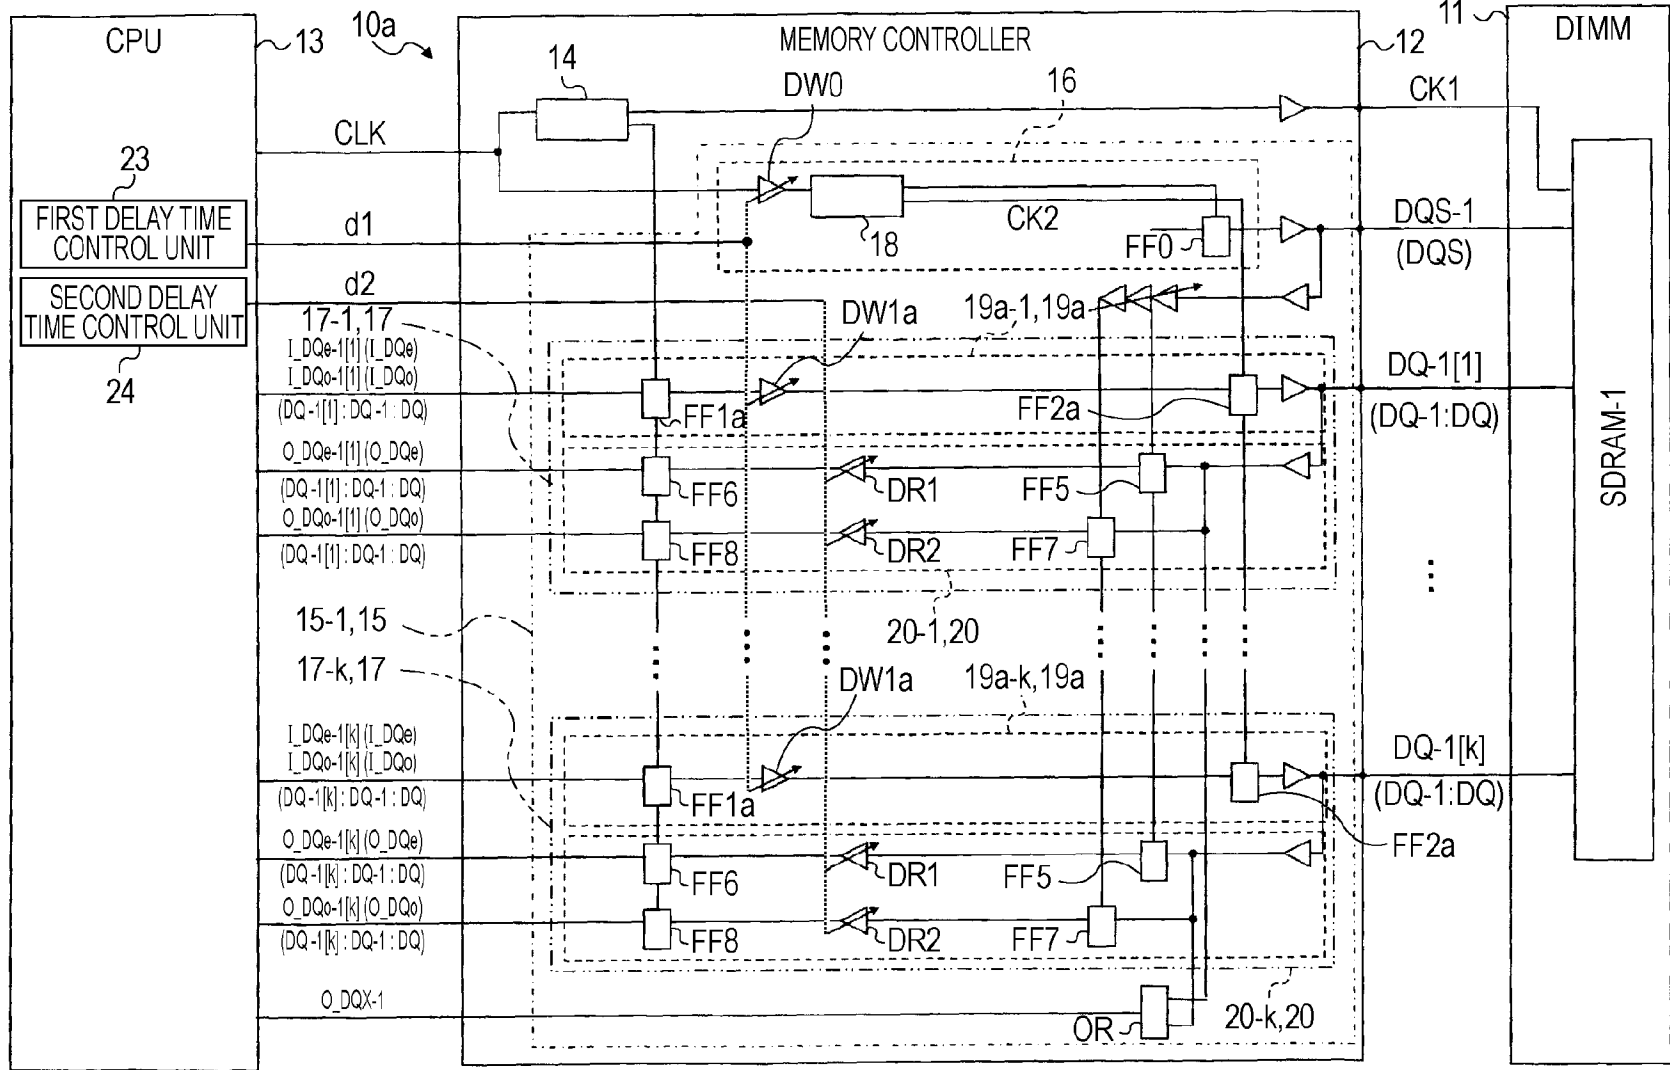 CPU
13
10a
MEMORY CONTROLLER
12
11
DIMM
14
DW0
16
CK1
CLK
23
FIRST DELAY TIME
CONTROL UNIT
d1
18
CK2
FF0
DQS-1
(DQS)
SECOND DELAY
TIME CONTROL UNIT
24
d2
17-1,17
DW1a
19a-1,19a
I_DQe-1[1](I_DQe)
I_DQo-1[1](I_DQo)
(DQ-1[1]:DQ-1:DQ)
FF1a
FF2a
DQ-1[1]
(DQ-1:DQ)
SDRAM-1
O_DQe-1[1](O_DQe)
(DQ-1[1]:DQ-1:DQ)
FF6
DR1
FF5
O_DQo-1[1](O_DQo)
(DQ-1[1]:DQ-1:DQ)
FF8
DR2
FF7
15-1,15
20-1,20
17-k,17
DW1a
19a-k,19a
I_DQe-1[k](I_DQe)
I_DQo-1[k](I_DQo)
(DQ-1[k]:DQ-1:DQ)
FF1a
DQ-1[k]
(DQ-1:DQ)
FF2a
O_DQe-1[k](O_DQe)
(DQ-1[k]:DQ-1:DQ)
FF6
DR1
FF5
O_DQo-1[k](O_DQo)
(DQ-1[k]:DQ-1:DQ)
FF8
DR2
FF7
O_DQX-1
OR
20-k,20